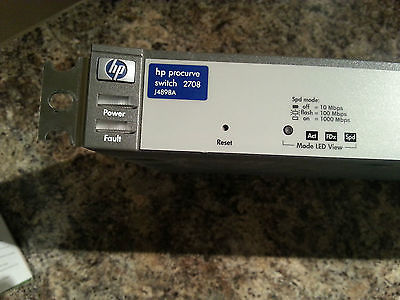 hp
hp procurve
switch 2708
J4898A
Power
Fault
Reset
Spd mode:
off = 10 Mbps
flash = 100 Mbps
on = 1000 Mbps
Act FDx Spd
Mode LED View